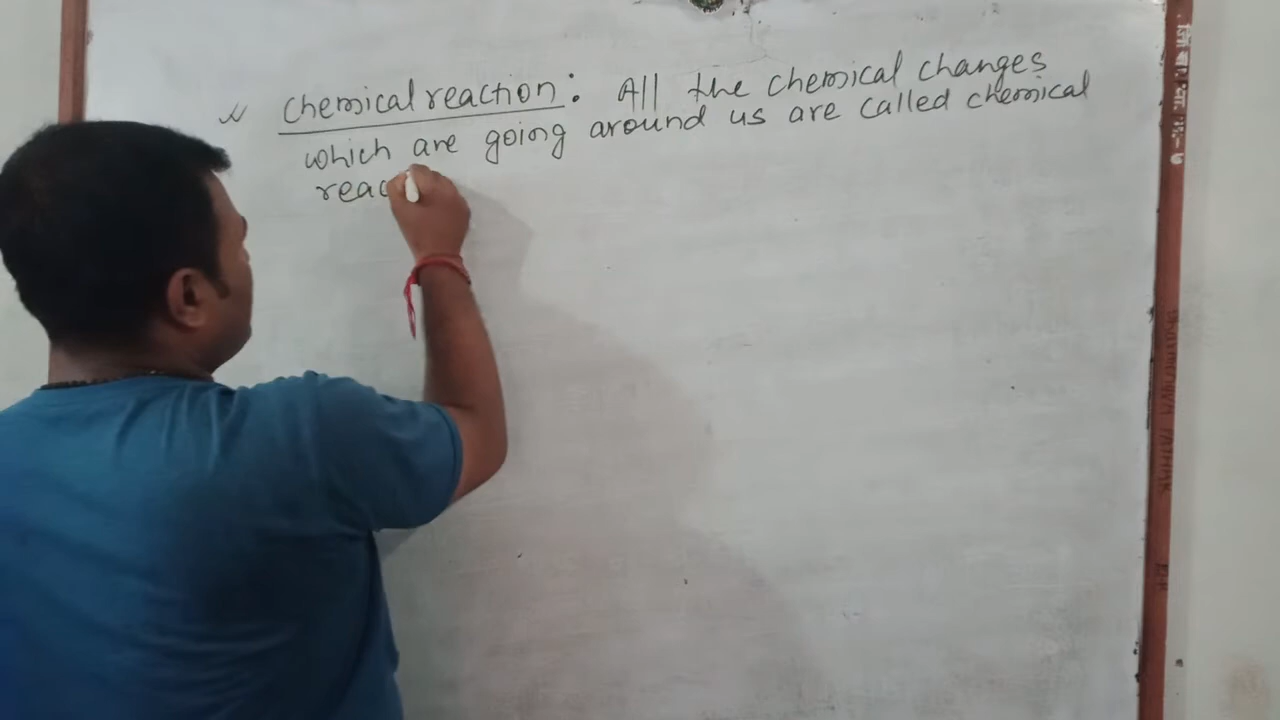 Chemical reaction: All the chemical changes
which are going around us are called chemical
reac